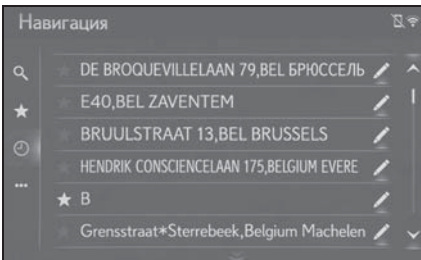 Навигация
DE BROQUEVILLELAAN 79,BEL БРЮССЕЛЬ
E40,BEL ZAVENTEM
BRUULSTRAAT 13,BEL BRUSSELS
HENDRIK CONSCIENCELAAN 175,BELGIUM EVERE
B
Grensstraat*Sterrebeek,Belgium Machelen